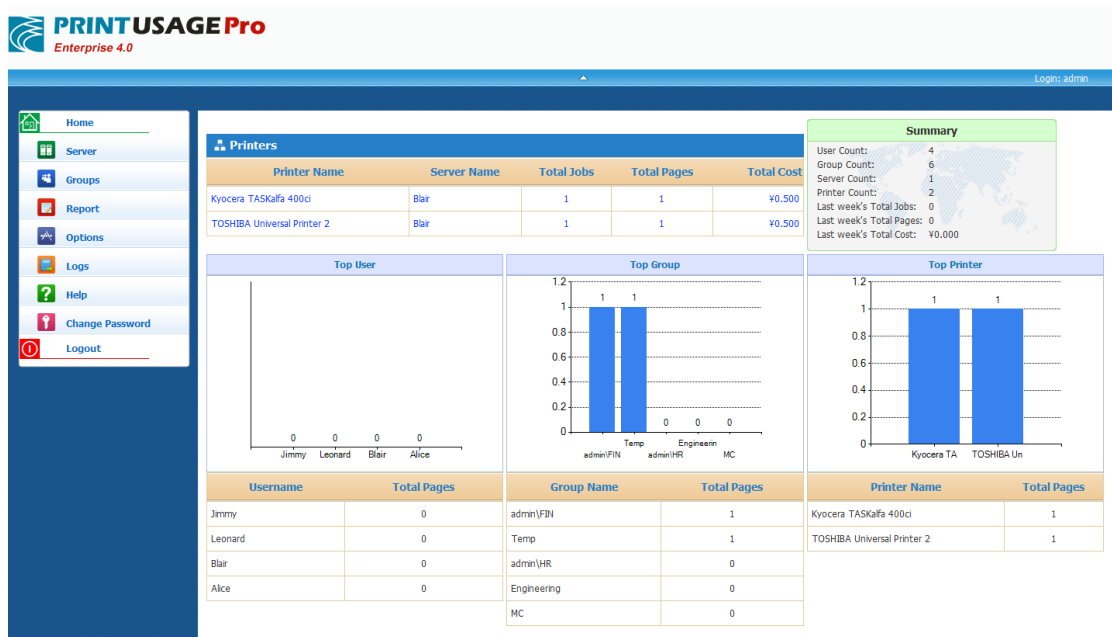 PRINTUSAGE Pro
Enterprise 4.0
Login: admin
Home
Server
Groups
Report
Options
Logs
Help
Change Password
Logout
Printers
Printer Name Server Name Total Jobs Total Pages Total Cost
Kyocera TASKalfa 400ci Blair 1 1 ¥0.500
TOSHIBA Universal Printer 2 Blair 1 1 ¥0.500
Summary
User Count: 4
Group Count: 6
Server Count: 1
Printer Count: 2
Last week's Total Jobs: 0
Last week's Total Pages: 0
Last week's Total Cost: ¥0.000
Top User
0 0 0 0
Jimmy Leonard Blair Alice
Username Total Pages
Jimmy 0
Leonard 0
Blair 0
Alice 0
Top Group
1.2
1
0.8
0.6
0.4
0.2
0
1 1 0 0 0
Temp Engineerin
admin\FIN admin\HR MC
Group Name Total Pages
admin\FIN 1
Temp 1
admin\HR 0
Engineering 0
MC 0
Top Printer
1.2
1
0.8
0.6
0.4
0.2
0
1 1
Kyocera TA TOSHIBA Un
Printer Name Total Pages
Kyocera TASKalfa 400ci 1
TOSHIBA Universal Printer 2 1